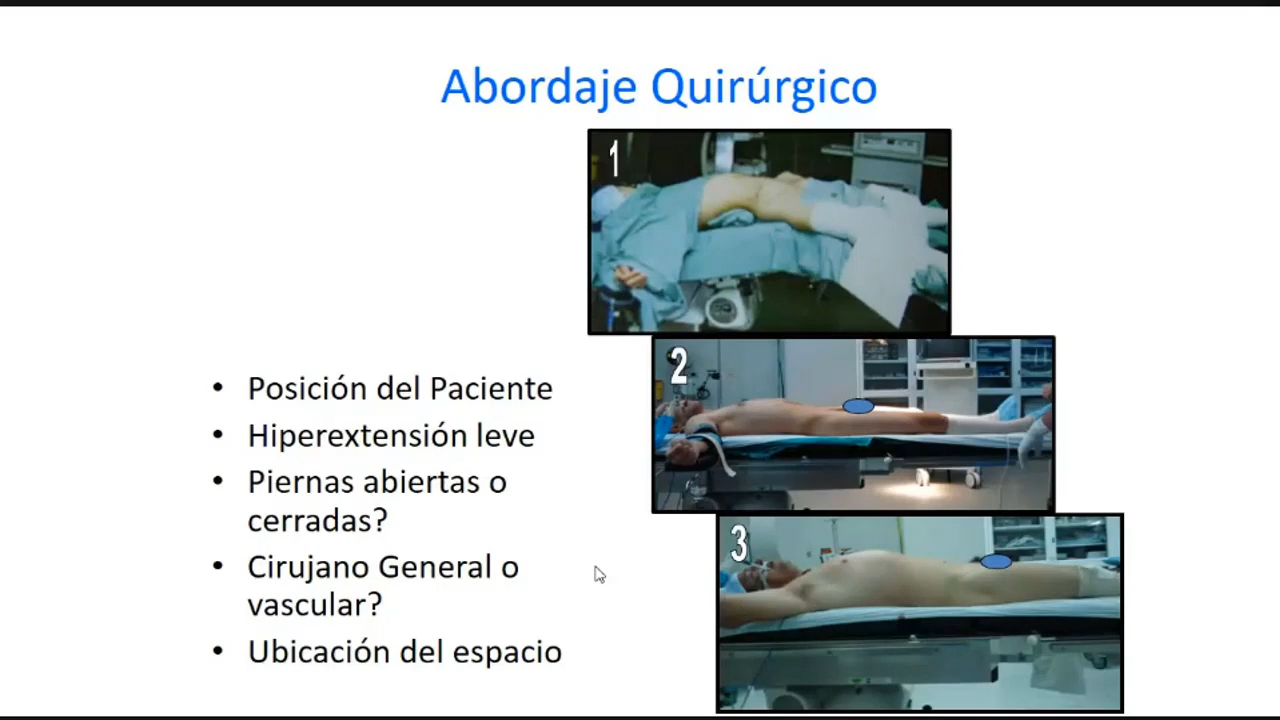 Abordaje Quirúrgico
1
2
3
• Posición del Paciente
• Hiperextensión leve
• Piernas abiertas o
cerradas?
• Cirujano General o
vascular?
• Ubicación del espacio